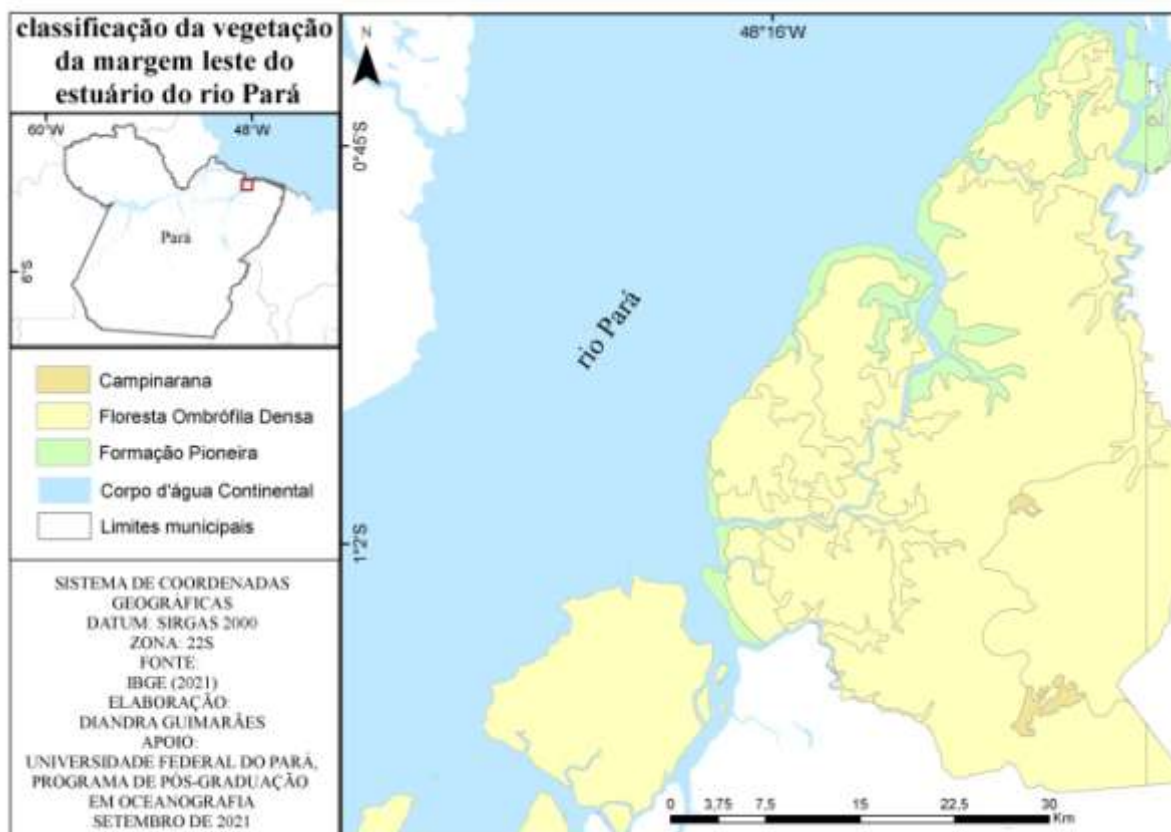 classificação da vegetação
da margem leste do
estuário do rio Pará
60°W
48°W
6°S
Pará
Campinarana
Floresta Ombrófila Densa
Formação Pioneira
Corpo d'água Continental
Limites municipais
SISTEMA DE COORDENADAS
GEOGRÁFICAS
DATUM: SIRGAS 2000
ZONA: 22S
FONTE:
IBGE (2021)
ELABORAÇÃO:
DIANDRA GUIMARÃES
APOIO:
UNIVERSIDADE FEDERAL DO PARÁ,
PROGRAMA DE PÓS-GRADUAÇÃO
EM OCEANOGRAFIA
SETEMBRO DE 2021
N
48°16'W
0°45'S
1°2'S
rio Pará
0 3,75 7,5 15 22,5 30
Km